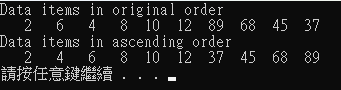 Data items in original order
   2   6   4   8  10  12  89  68  45  37
Data items in ascending order
   2   4   6   8  10  12  37  45  68  89
請按任意鍵繼續 . . .